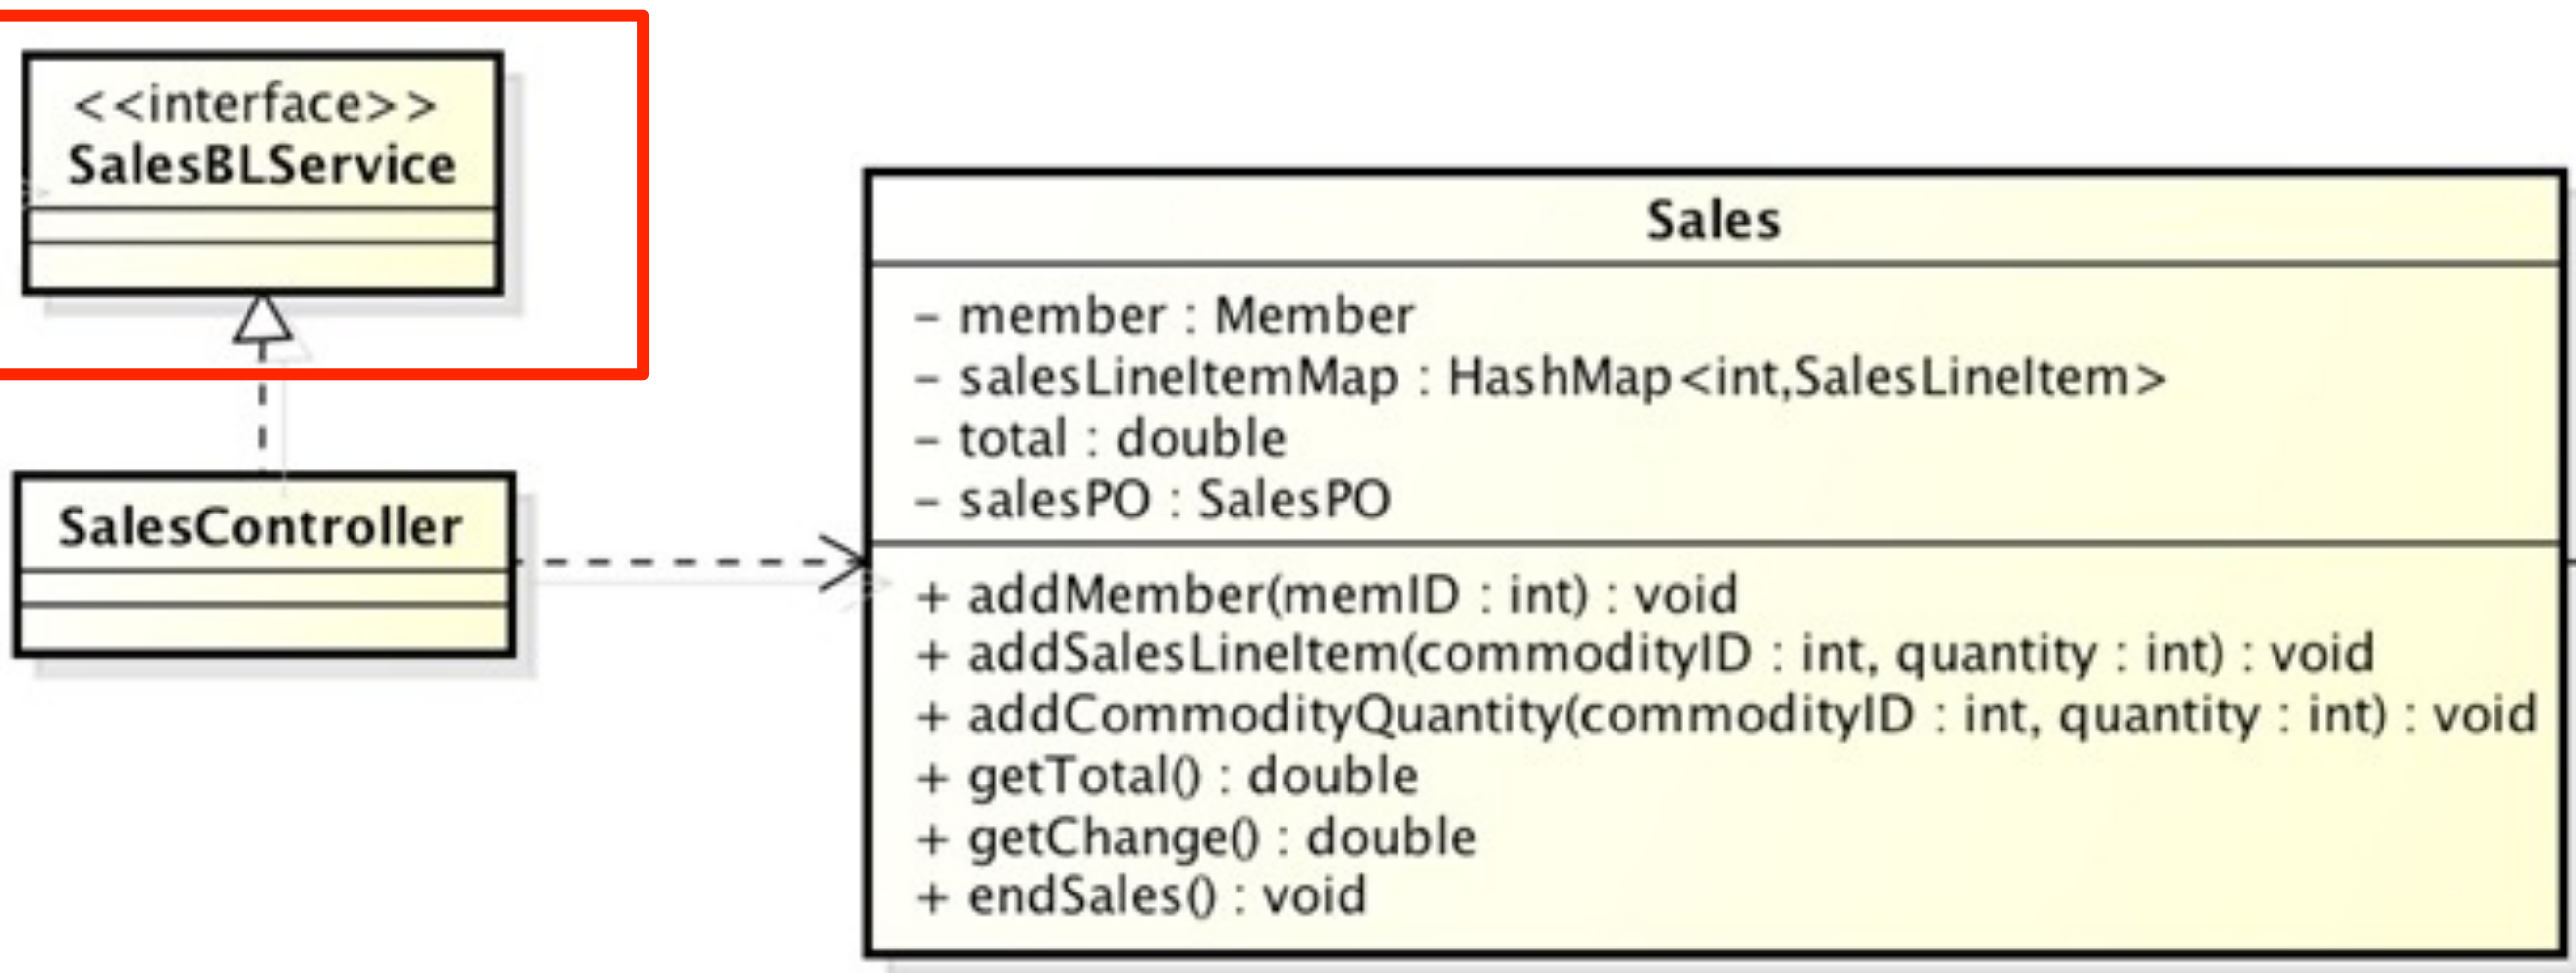 <<interface>>
SalesBLService
SalesController
Sales
- member : Member
- salesLineItemMap : HashMap<int,SalesLineItem>
- total : double
- salesPO : SalesPO
+ addMember(memID : int) : void
+ addSalesLineItem(commodityID : int, quantity : int) : void
+ addCommodityQuantity(commodityID : int, quantity : int) : void
+ getTotal() : double
+ getChange() : double
+ endSales() : void